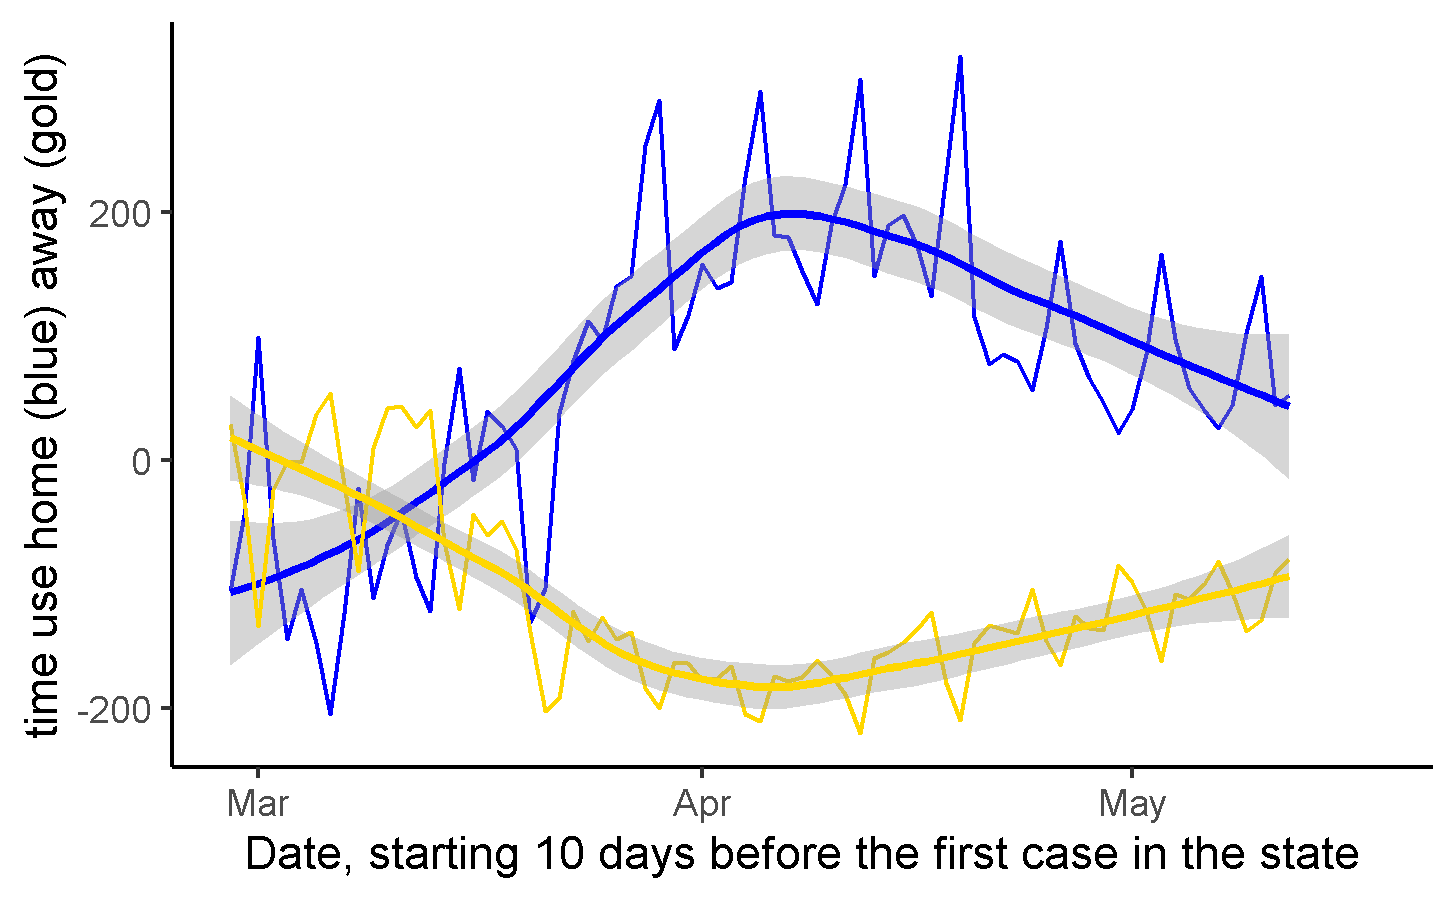 time use home (blue) away (gold)
200
0
-200
Mar
Apr
May
Date, starting 10 days before the first case in the state